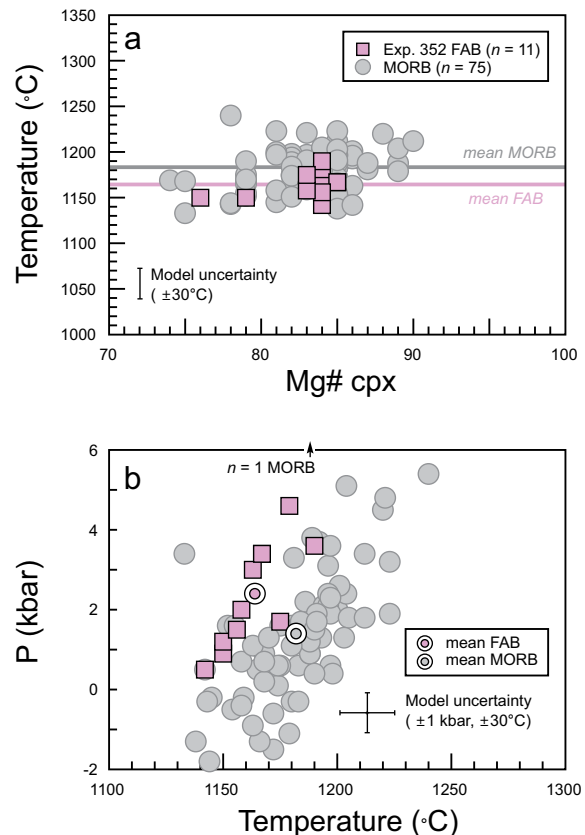 a
Exp. 352 FAB (n = 11)
MORB (n = 75)
1350
1300
1250
1200
1150
1100
1050
1000
Temperature (◦C)
mean MORB
mean FAB
Model uncertainty
( ±30°C)
70
80
90
100
Mg# cpx
b
n = 1 MORB
6
4
2
0
-2
P (kbar)
mean FAB
mean MORB
Model uncertainty
( ±1 kbar, ±30°C)
1100
1150
1200
1250
1300
Temperature (◦C)